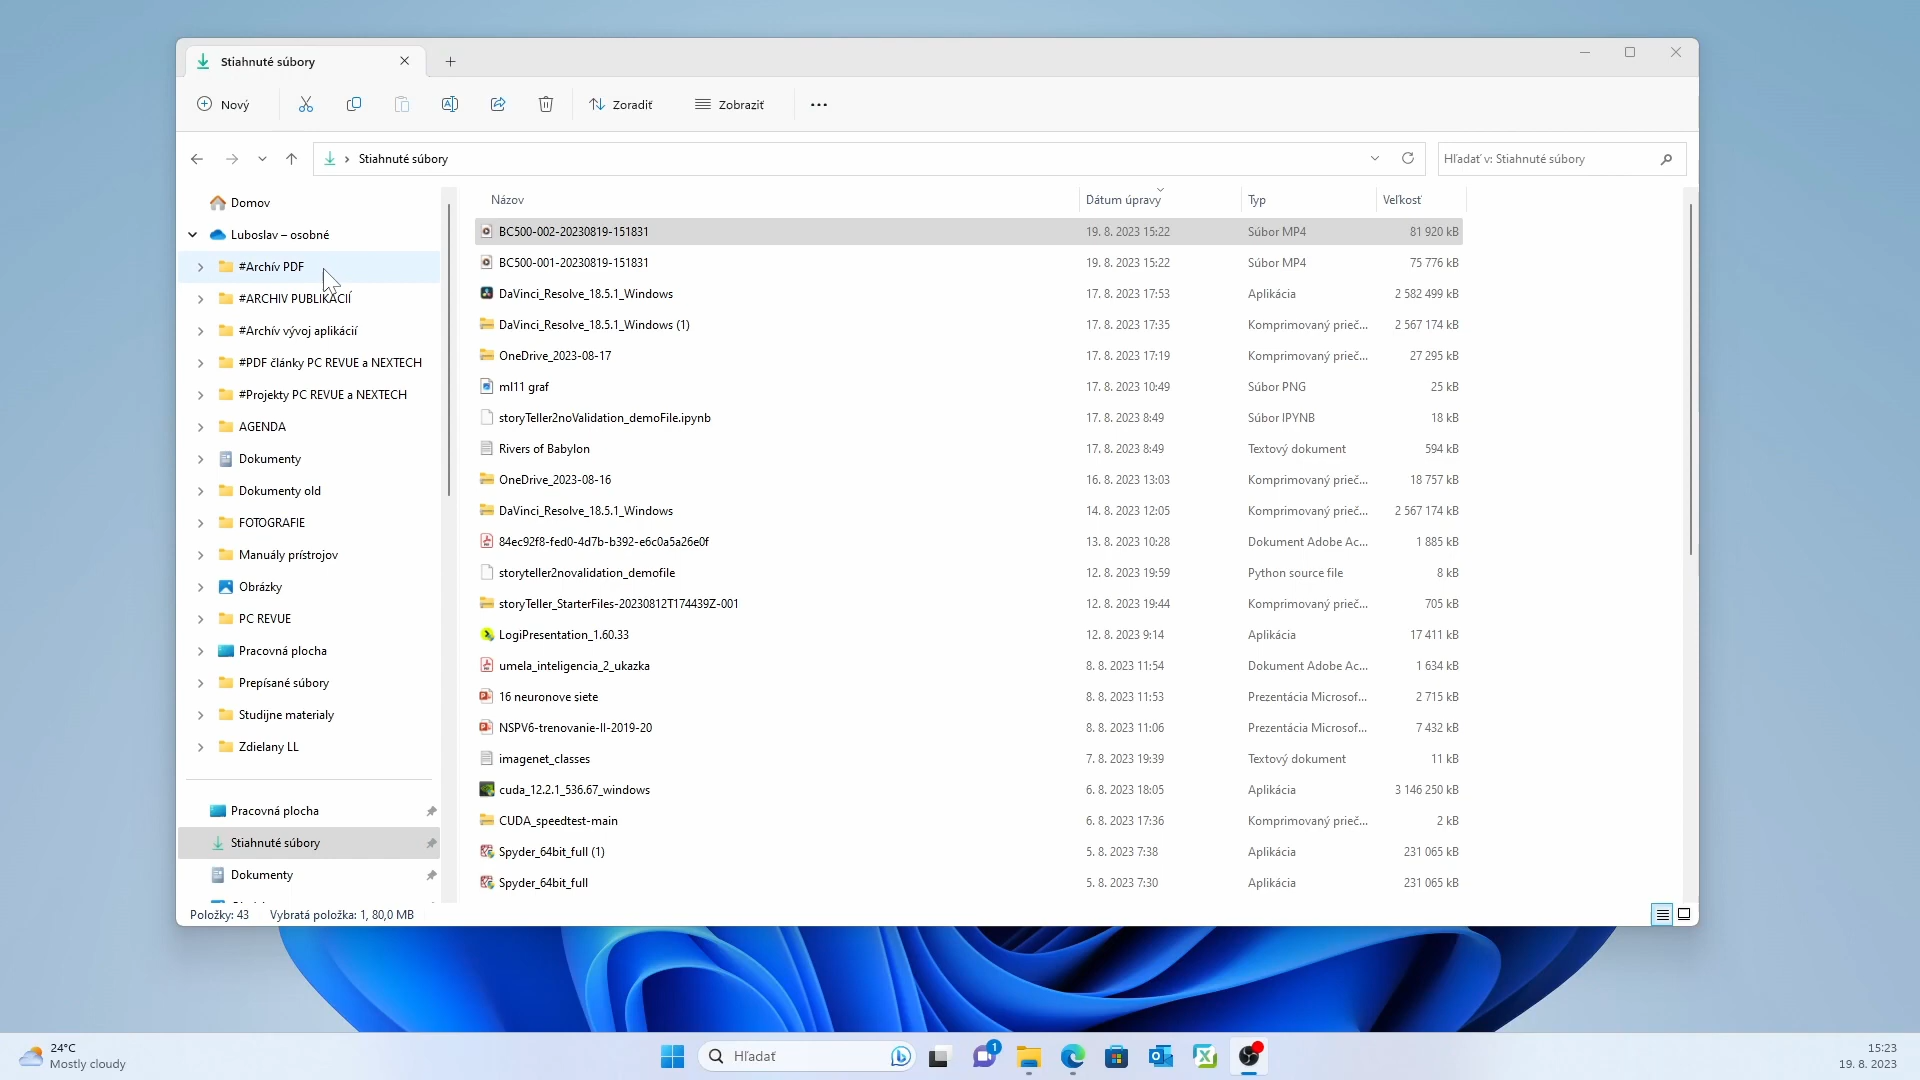 Stiahnuté súbory
Nový
Zoradiť
Zobraziť
Stiahnuté súbory
Hľadať v: Stiahnuté súbory
Domov
Luboslav – osobné
#Archív PDF
#ARCHIV PUBLIKÁCIÍ
#Archív vývoj aplikácií
#PDF články PC REVUE a NEXTECH
#Projekty PC REVUE a NEXTECH
AGENDA
Dokumenty
Dokumenty old
FOTOGRAFIE
Manuály prístrojov
Obrázky
PC REVUE
Pracovná plocha
Prepísané súbory
Studijne materialy
Zdielany LL
Pracovná plocha
Stiahnuté súbory
Dokumenty
Názov Dátum úpravy Typ Veľkosť
BC500-002-20230819-151831 19. 8. 2023 15:22 Súbor MP4 81 920 kB
BC500-001-20230819-151831 19. 8. 2023 15:22 Súbor MP4 75 776 kB
DaVinci_Resolve_18.5.1_Windows 17. 8. 2023 17:53 Aplikácia 2 582 499 kB
DaVinci_Resolve_18.5.1_Windows (1) 17. 8. 2023 17:35 Komprimovaný prieč... 2 567 174 kB
OneDrive_2023-08-17 17. 8. 2023 17:19 Komprimovaný prieč... 27 295 kB
ml11 graf 17. 8. 2023 10:49 Súbor PNG 25 kB
storyTeller2noValidation_demoFile.ipynb 17. 8. 2023 8:49 Súbor IPYNB 18 kB
Rivers of Babylon 17. 8. 2023 8:49 Textový dokument 594 kB
OneDrive_2023-08-16 16. 8. 2023 13:03 Komprimovaný prieč... 18 757 kB
DaVinci_Resolve_18.5.1_Windows 14. 8. 2023 12:05 Komprimovaný prieč... 2 567 174 kB
84ec92f8-fed0-4d7b-b392-e6c0a5a26e0f 13. 8. 2023 10:28 Dokument Adobe Ac... 1 885 kB
storyteller2novalidation_demofile 12. 8. 2023 19:59 Python source file 8 kB
storyTeller_StarterFiles-20230812T174439Z-001 12. 8. 2023 19:44 Komprimovaný prieč... 705 kB
LogiPresentation_1.60.33 12. 8. 2023 9:14 Aplikácia 17 411 kB
umela_inteligencia_2_ukazka 8. 8. 2023 11:54 Dokument Adobe Ac... 1 634 kB
16 neuronove siete 8. 8. 2023 11:53 Prezentácia Microsof... 2 715 kB
NSPV6-trenovanie-II-2019-20 8. 8. 2023 11:06 Prezentácia Microsof... 7 432 kB
imagenet_classes 7. 8. 2023 19:39 Textový dokument 11 kB
cuda_12.2.1_536.67_windows 6. 8. 2023 18:05 Aplikácia 3 146 250 kB
CUDA_speedtest-main 6. 8. 2023 17:36 Komprimovaný prieč... 2 kB
Spyder_64bit_full (1) 5. 8. 2023 7:38 Aplikácia 231 065 kB
Spyder_64bit_full 5. 8. 2023 7:30 Aplikácia 231 065 kB
Položky: 43 Vybratá položka: 1, 80,0 MB
24°C
Mostly cloudy
Hľadať
1
15:23
19. 8. 2023